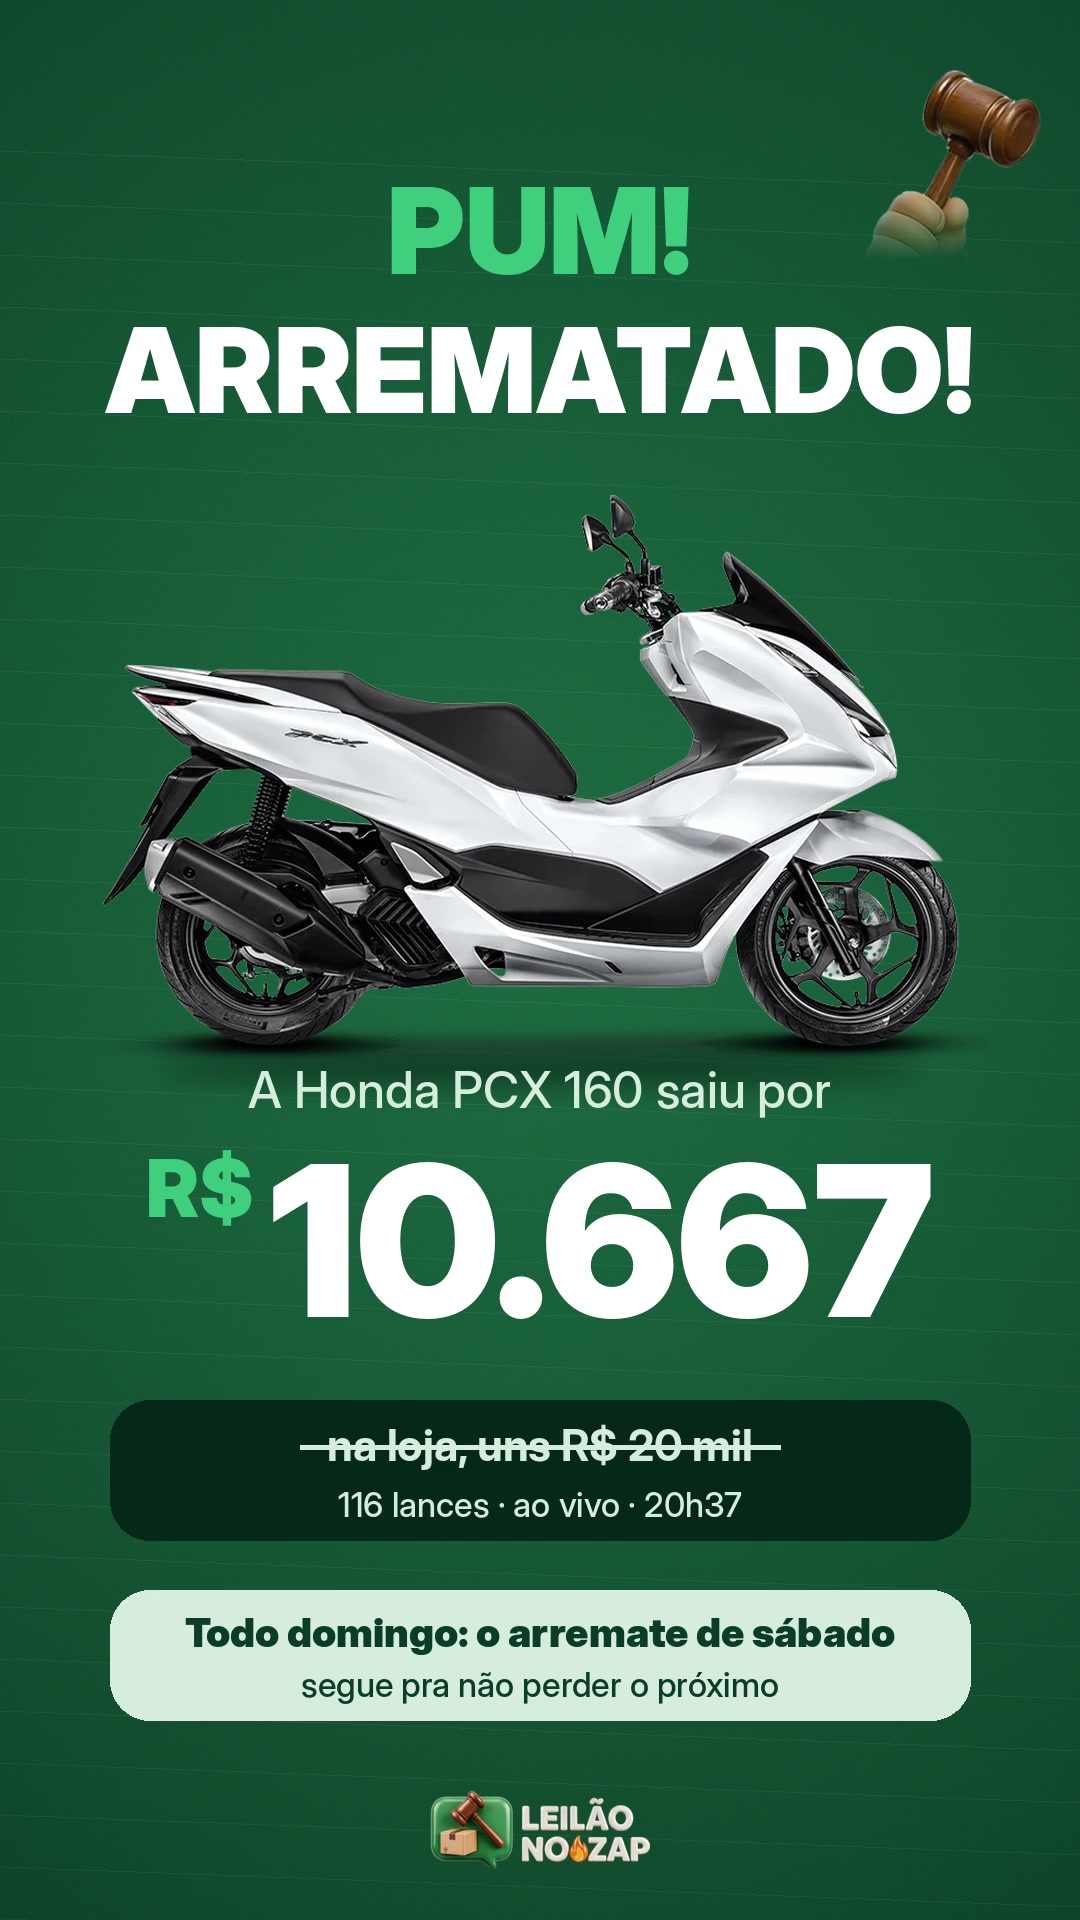 PUM!
ARREMATADO!
PCX
A Honda PCX 160 saiu por
R$ 10.667
na loja, uns R$ 20 mil
116 lances · ao vivo · 20h37
Todo domingo: o arremate de sábado
segue pra não perder o próximo
LEILÃO
NO ZAP